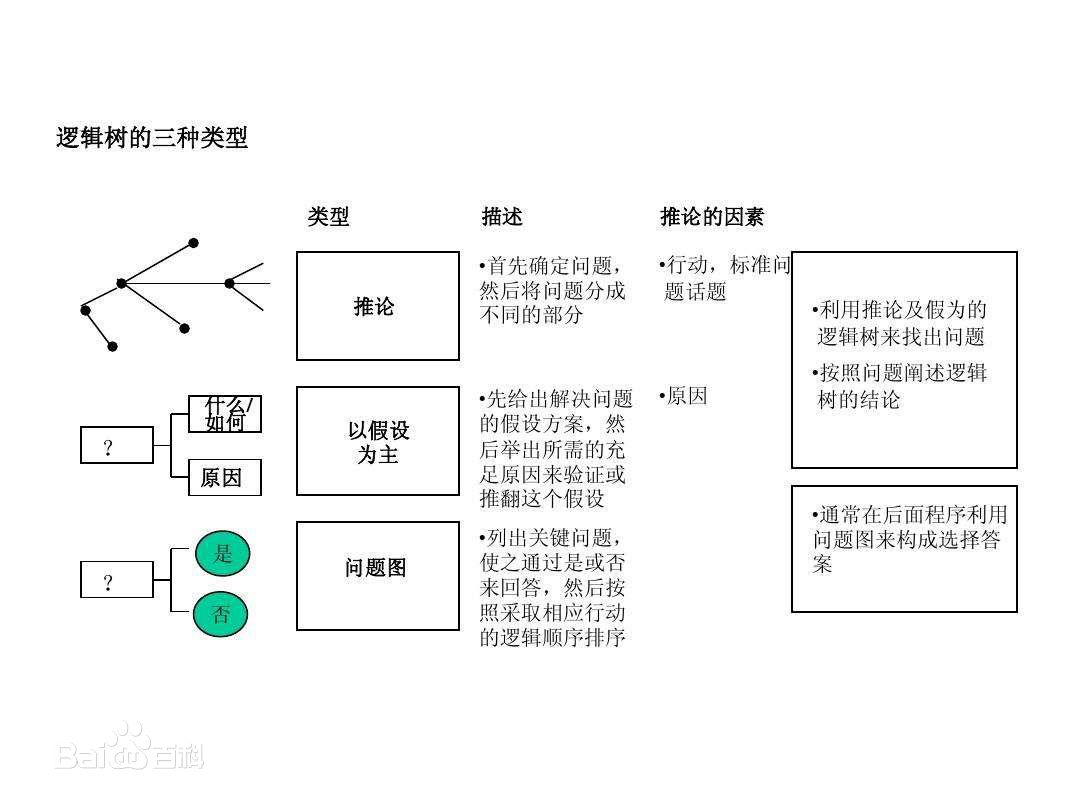 逻辑树的三种类型
类型
描述
推论的因素
推论
•首先确定问题，
然后将问题分成
不同的部分
•行动，标准问
题话题
•利用推论及假为的
逻辑树来找出问题
•按照问题阐述逻辑
树的结论
?
什么/
如何
原因
以假设
为主
•先给出解决问题
的假设方案，然
后举出所需的充
足原因来验证或
推翻这个假设
•原因
?
是
否
问题图
•列出关键问题，
使之通过是或否
来回答，然后按
照采取相应行动
的逻辑顺序排序
•通常在后面程序利用
问题图来构成选择答
案
Bai百科